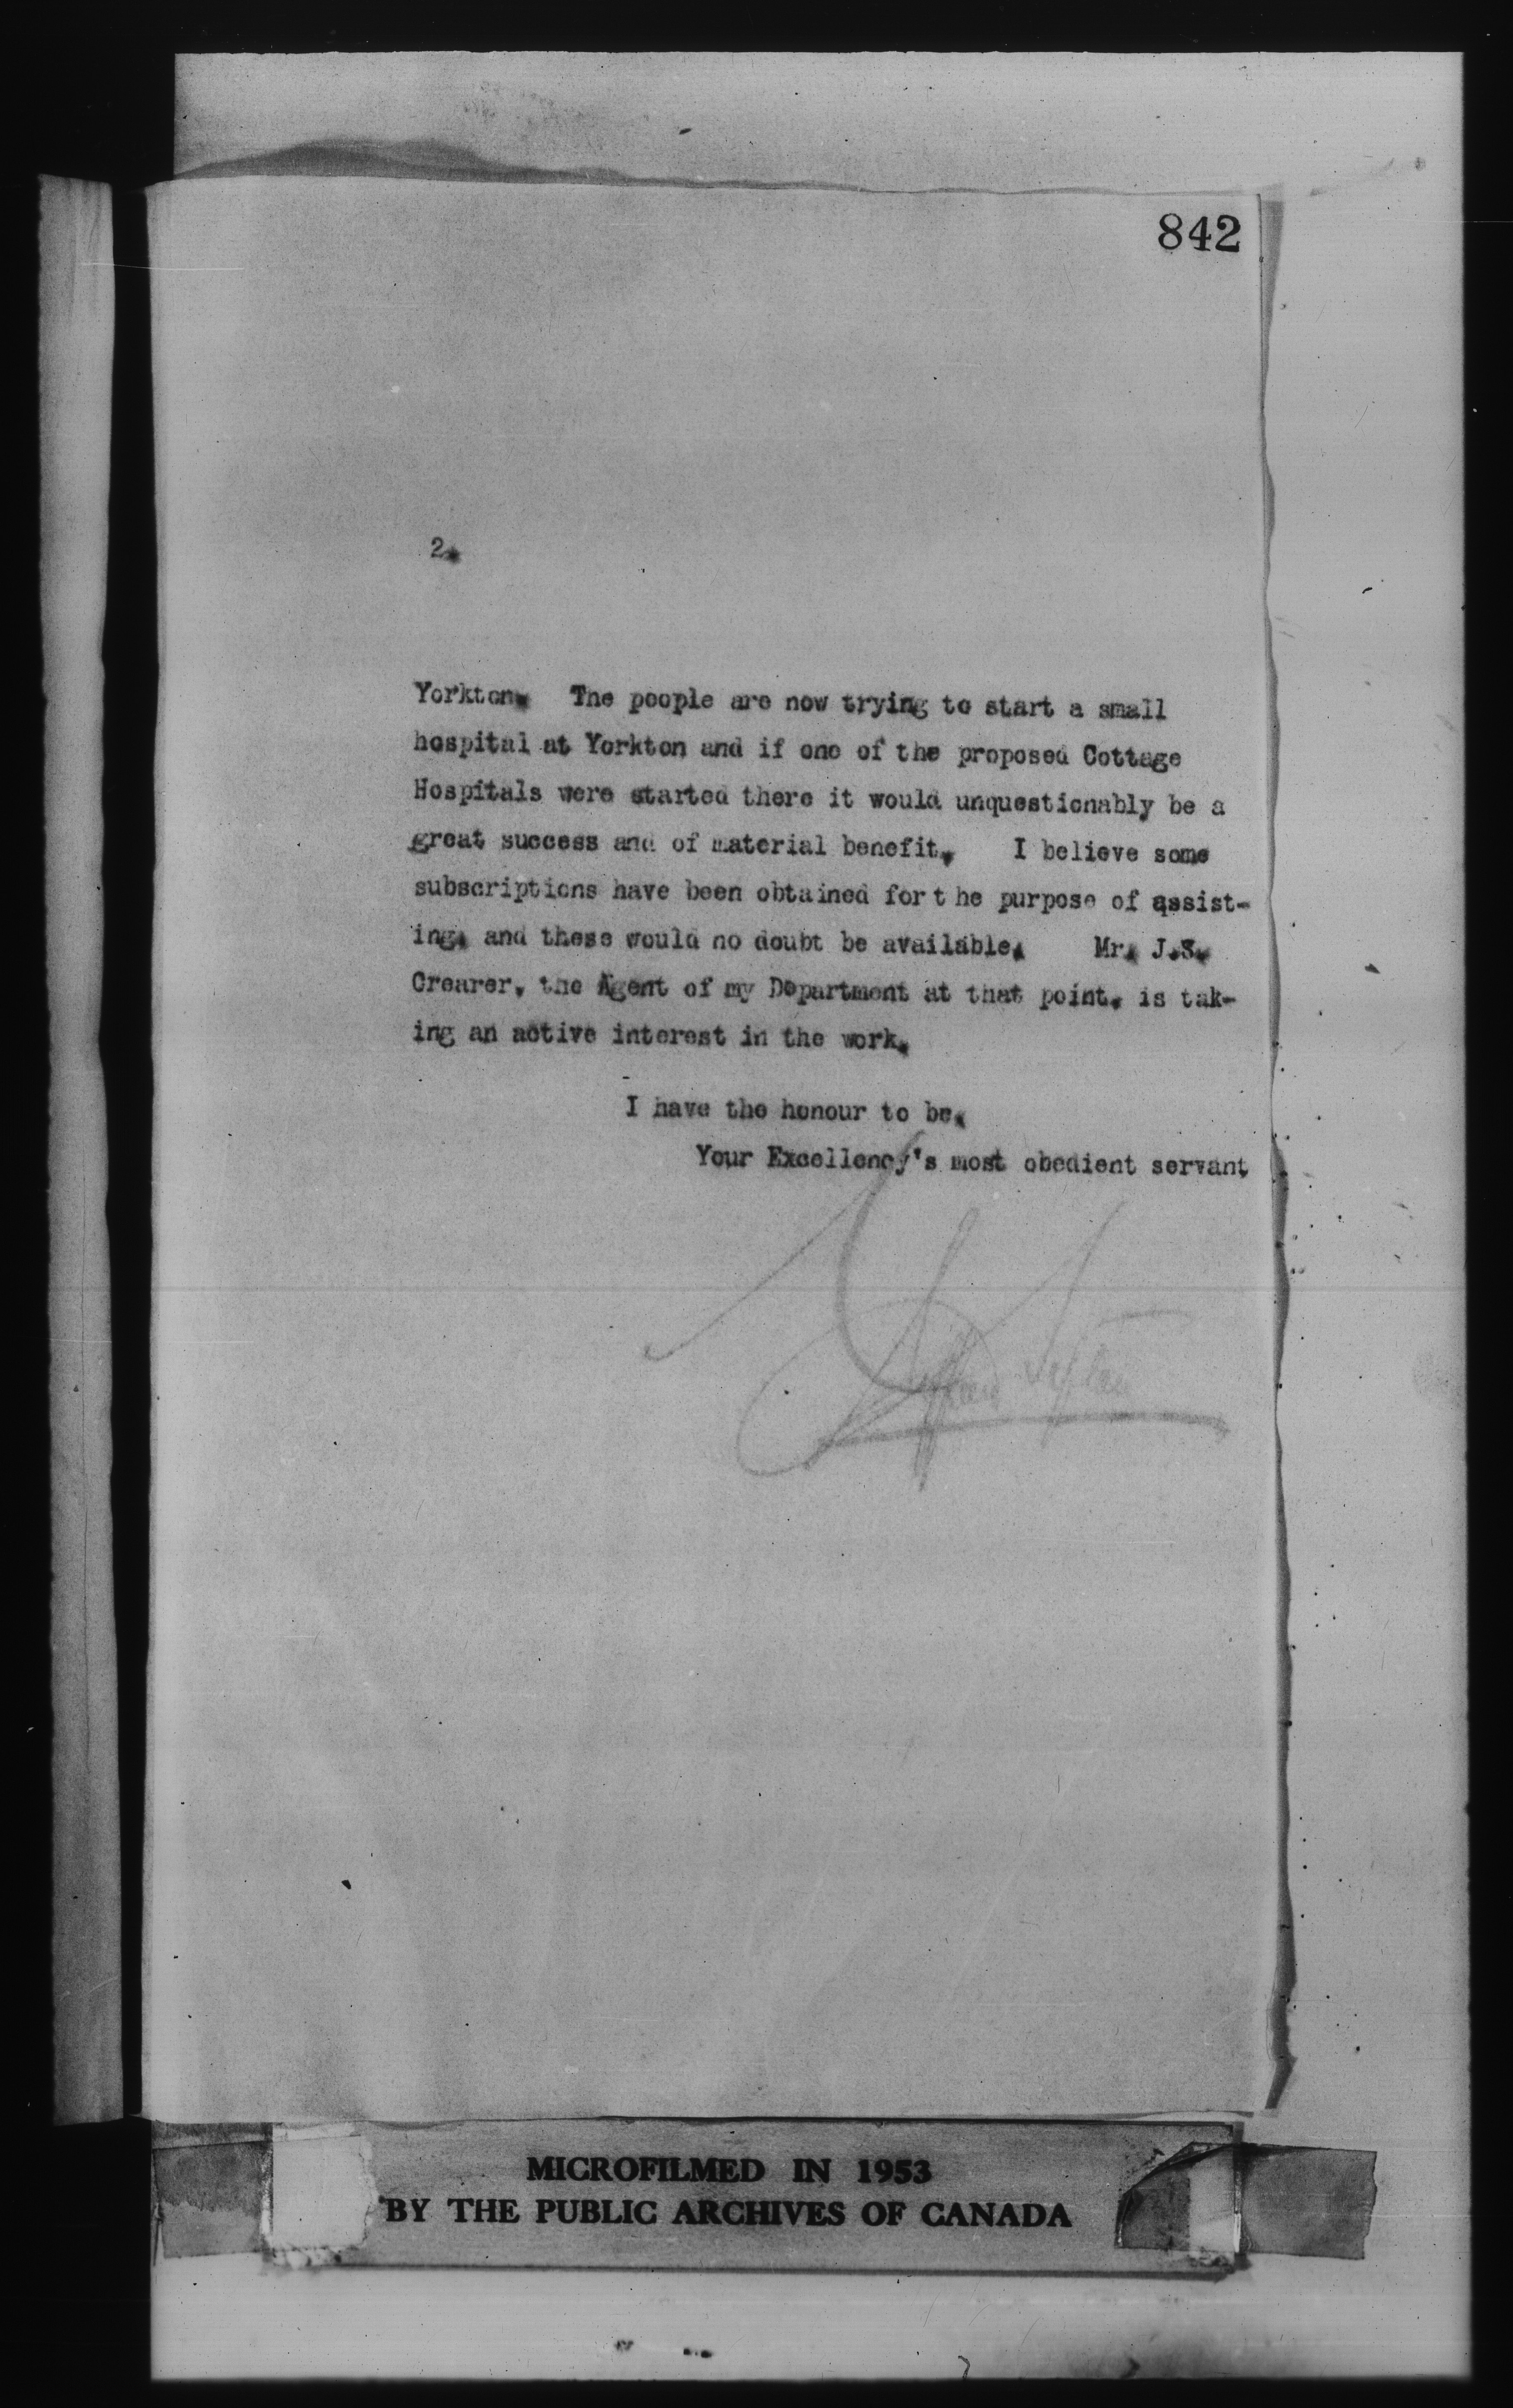 842
2.
Yorkton. The people are now trying to start a small
hospital at Yorkton and if one of the proposed Cottage
Hospitals were started there it would unquestionably be a
great success and of material benefit. I believe some
subscriptions have been obtained for t he purpose of assist-
ing, and these would no doubt be available. Mr. J.S.
Crearer, the Agent of my Department at that point, is tak-
ing an active interest in the work.
I have the honour to be,
Your Excellency's most obedient servant,
Clifford Sifton
MICROFILMED IN 1953
BY THE PUBLIC ARCHIVES OF CANADA